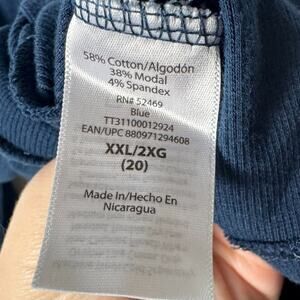 58% Cotton/Algodón
38% Modal
4% Spandex
RN# 52469
Blue
TT31100012924
EAN/UPC 880971294608
XXL/2XG
(20)
Made In/Hecho En
Nicaragua